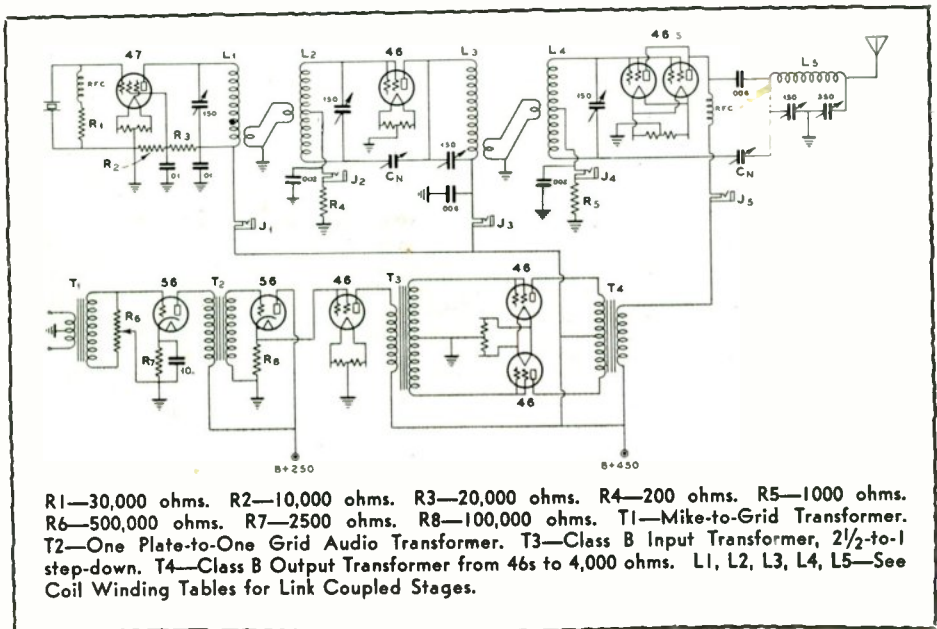 47
L1
L2
46
L3
L4
46 S
L5
RFC
R1
R2
R3
.01
.01
150
J1
.002
150
J2
R4
CN
150
.006
J3
150
.002
J4
R5
RFC
.006
CN
J5
150
350
T1
R6
56
R7
10.
T2
56
R8
46
T3
46
46
T4
B+250
B+450
R1—30,000 ohms. R2—10,000 ohms. R3—20,000 ohms. R4—200 ohms. R5—1000 ohms.
R6—500,000 ohms. R7—2500 ohms. R8—100,000 ohms. T1—Mike-to-Grid Transformer.
T2—One Plate-to-One Grid Audio Transformer. T3—Class B Input Transformer, 2½-to-1
step-down. T4—Class B Output Transformer from 46s to 4,000 ohms. L1, L2, L3, L4, L5—See
Coil Winding Tables for Link Coupled Stages.